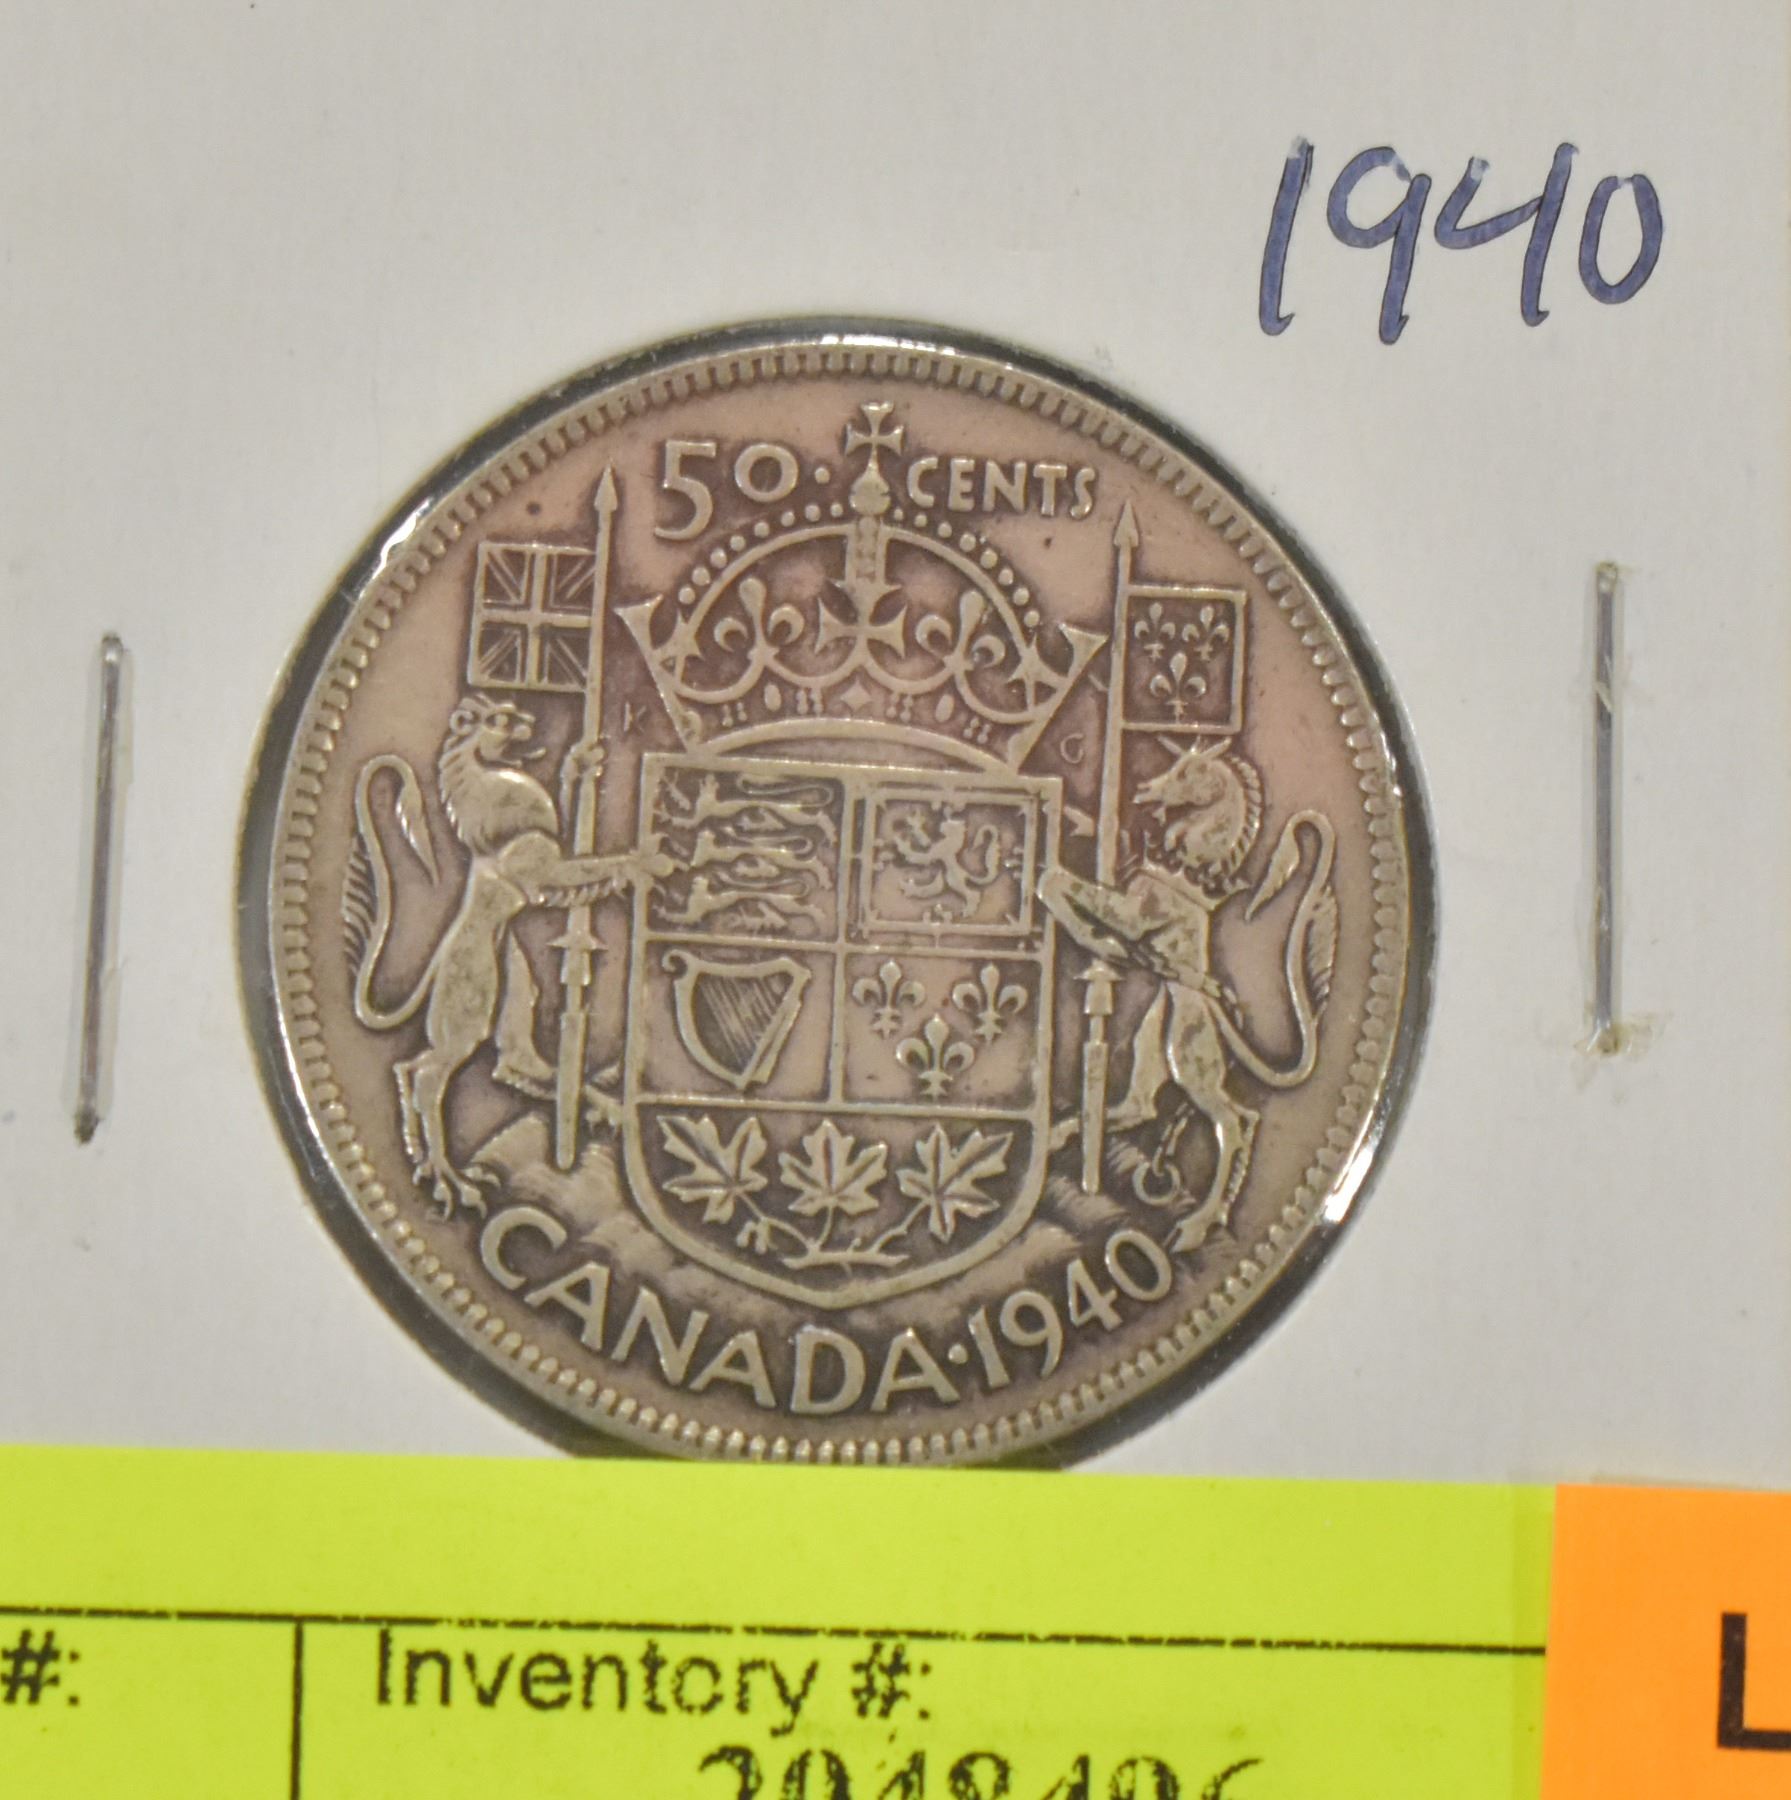 1940
50 · CENTS
K G
CANADA · 1940
#:
Inventory #:
L